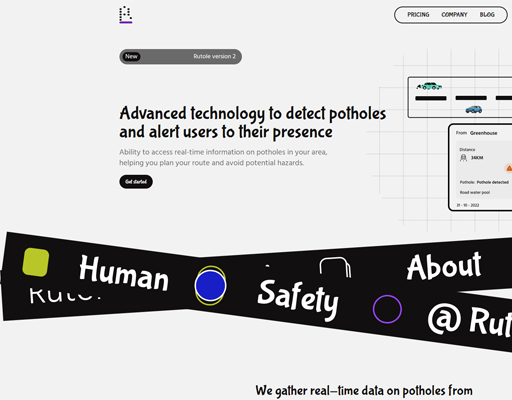 PRICING COMPANY BLOG
New Rutole version 2
Advanced technology to detect potholes
and alert users to their presence
Ability to access real-time information on potholes in your area,
helping you plan your route and avoid potential hazards.
Get started
From Greenhouse
Distance
34KM
Pothole: Pothole detected
Road water pool
21 - 10 - 2022
Human
About
Safety
@ Rut
We gather real-time data on potholes from